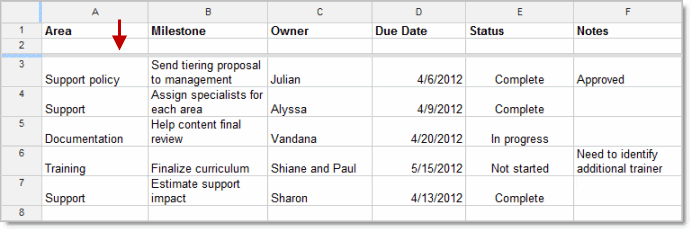 A B C D E F
1 Area Milestone Owner Due Date Status Notes
2
3 Support policy Send tiering proposal to management Julian 4/6/2012 Complete Approved
4 Support Assign specialists for each area Alyssa 4/9/2012 Complete
5 Documentation Help content final review Vandana 4/20/2012 In progress
6 Training Finalize curriculum Shiane and Paul 5/15/2012 Not started Need to identify additional trainer
7 Support Estimate support impact Sharon 4/13/2012 Complete
8